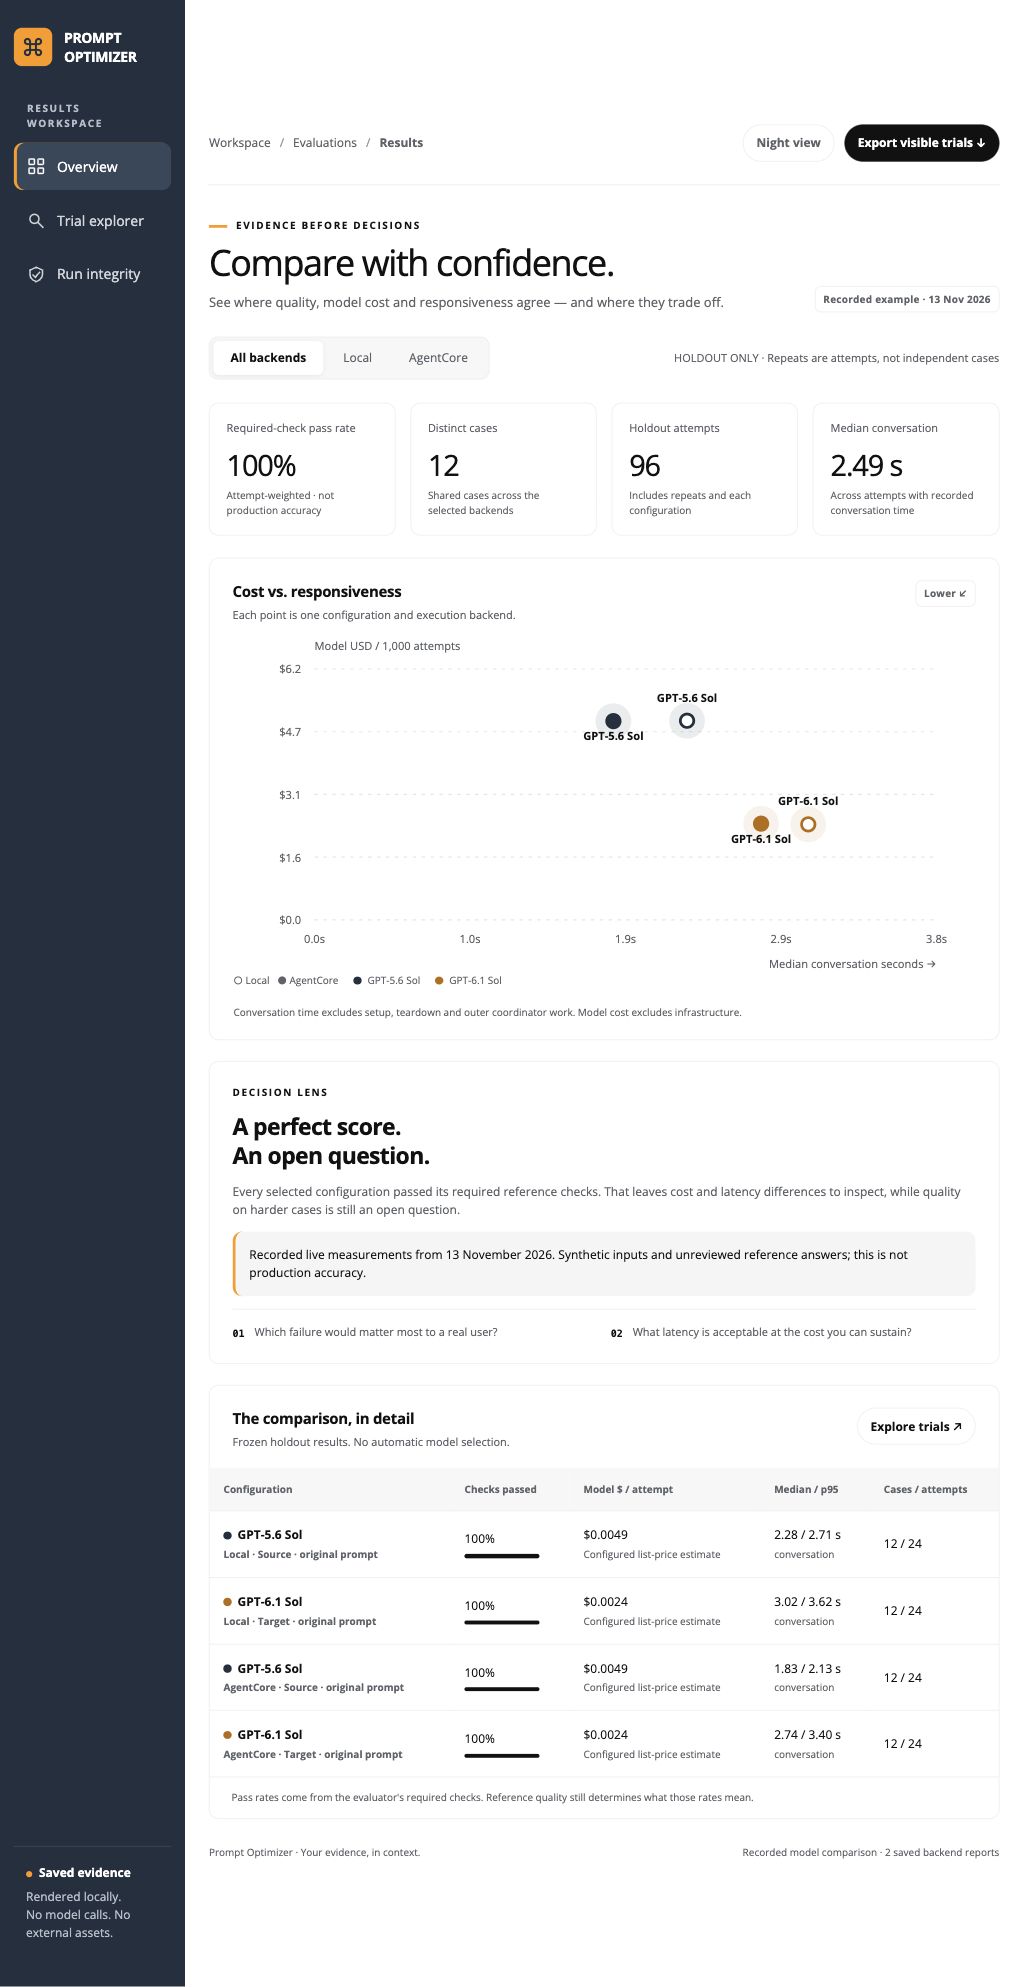 PROMPT
OPTIMIZER
RESULTS
WORKSPACE
Overview
Trial explorer
Run integrity
Saved evidence
Rendered locally.
No model calls. No
external assets.
Workspace / Evaluations / Results
Night view
Export visible trials ↓
EVIDENCE BEFORE DECISIONS
Compare with confidence.
See where quality, model cost and responsiveness agree — and where they trade off.
Recorded example · 13 Nov 2026
All backends Local AgentCore
HOLDOUT ONLY · Repeats are attempts, not independent cases
Required-check pass rate
100%
Attempt-weighted · not
production accuracy
Distinct cases
12
Shared cases across the
selected backends
Holdout attempts
96
Includes repeats and each
configuration
Median conversation
2.49 s
Across attempts with recorded
conversation time
Cost vs. responsiveness
Each point is one configuration and execution backend.
Lower ↙
Model USD / 1,000 attempts
$6.2
GPT-5.6 Sol
GPT-5.6 Sol
$4.7
$3.1
GPT-6.1 Sol
GPT-6.1 Sol
$1.6
$0.0
0.0s 1.0s 1.9s 2.9s 3.8s
Median conversation seconds →
Local AgentCore GPT-5.6 Sol GPT-6.1 Sol
Conversation time excludes setup, teardown and outer coordinator work. Model cost excludes infrastructure.
DECISION LENS
A perfect score.
An open question.
Every selected configuration passed its required reference checks. That leaves cost and latency differences to inspect, while quality
on harder cases is still an open question.
Recorded live measurements from 13 November 2026. Synthetic inputs and unreviewed reference answers; this is not
production accuracy.
01 Which failure would matter most to a real user?
02 What latency is acceptable at the cost you can sustain?
The comparison, in detail
Frozen holdout results. No automatic model selection.
Explore trials ↗
Configuration Checks passed Model $ / attempt Median / p95 Cases / attempts
GPT-5.6 Sol 100% $0.0049 2.28 / 2.71 s 12 / 24
Local · Source · original prompt Configured list-price estimate conversation
GPT-6.1 Sol 100% $0.0024 3.02 / 3.62 s 12 / 24
Local · Target · original prompt Configured list-price estimate conversation
GPT-5.6 Sol 100% $0.0049 1.83 / 2.13 s 12 / 24
AgentCore · Source · original prompt Configured list-price estimate conversation
GPT-6.1 Sol 100% $0.0024 2.74 / 3.40 s 12 / 24
AgentCore · Target · original prompt Configured list-price estimate conversation
Pass rates come from the evaluator's required checks. Reference quality still determines what those rates mean.
Prompt Optimizer · Your evidence, in context.
Recorded model comparison · 2 saved backend reports